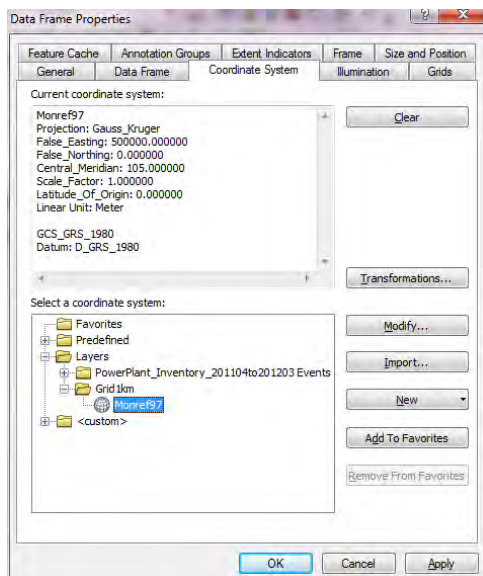 Data Frame Properties
Feature Cache Annotation Groups Extent Indicators Frame Size and Position
General Data Frame Coordinate System Illumination Grids
Current coordinate system:
Monref97
Projection: Gauss_Kruger
False_Easting: 500000.000000
False_Northing: 0.000000
Central_Meridian: 105.000000
Scale_Factor: 1.000000
Latitude_Of_Origin: 0.000000
Linear Unit: Meter
GCS_GRS_1980
Datum: D_GRS_1980
Clear
Transformations...
Select a coordinate system:
Favorites
Predefined
Layers
PowerPlant_Inventory_201104to201203 Events
Grid1km
Monref97
<custom>
Modify...
Import...
New
Add To Favorites
Remove From Favorites
OK Cancel Apply